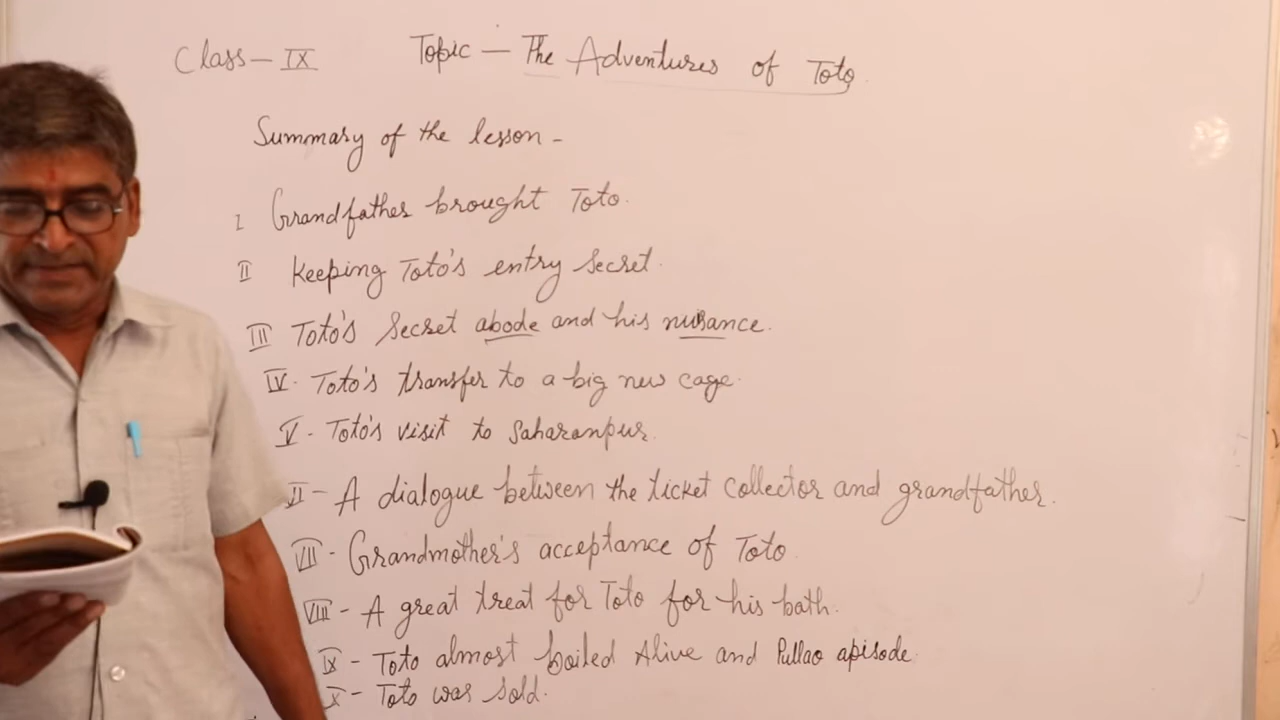 Class – IX Topic – The Adventures of Toto
Summary of the lesson –
I Grandfather brought Toto.
II Keeping Toto's entry secret.
III Toto's secret abode and his nuisance.
IV. Toto's transfer to a big new cage.
V. Toto's visit to Saharanpur.
II – A dialogue between the ticket collector and grandfather.
VII – Grandmother's acceptance of Toto
VIII – A great treat for Toto for his bath.
IX – Toto almost boiled Alive and Pullao apisode
X – Toto was sold.